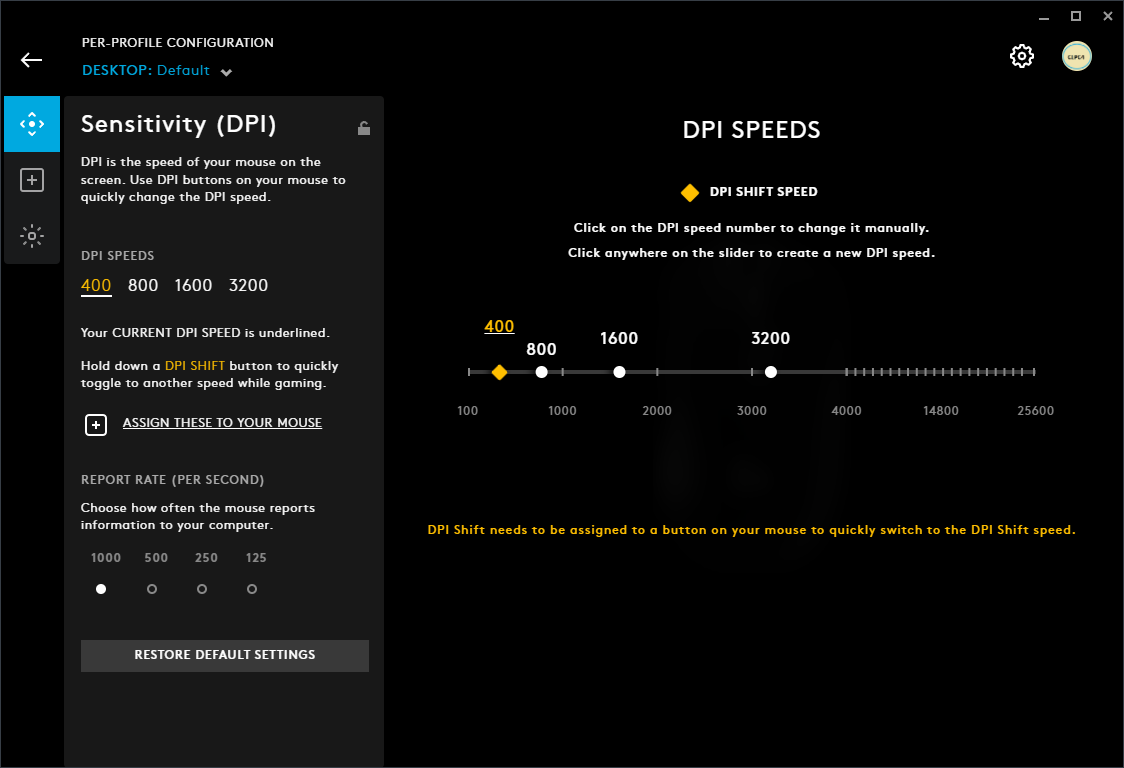 PER-PROFILE CONFIGURATION
DESKTOP: Default
Sensitivity (DPI)
DPI is the speed of your mouse on the
screen. Use DPI buttons on your mouse to
quickly change the DPI speed.
DPI SPEEDS
400 800 1600 3200
Your CURRENT DPI SPEED is underlined.
Hold down a DPI SHIFT button to quickly
toggle to another speed while gaming.
ASSIGN THESE TO YOUR MOUSE
REPORT RATE (PER SECOND)
Choose how often the mouse reports
information to your computer.
1000 500 250 125
RESTORE DEFAULT SETTINGS
DPI SPEEDS
DPI SHIFT SPEED
Click on the DPI speed number to change it manually.
Click anywhere on the slider to create a new DPI speed.
400 800 1600 3200
100 1000 2000 3000 4000 14800 25600
DPI Shift needs to be assigned to a button on your mouse to quickly switch to the DPI Shift speed.